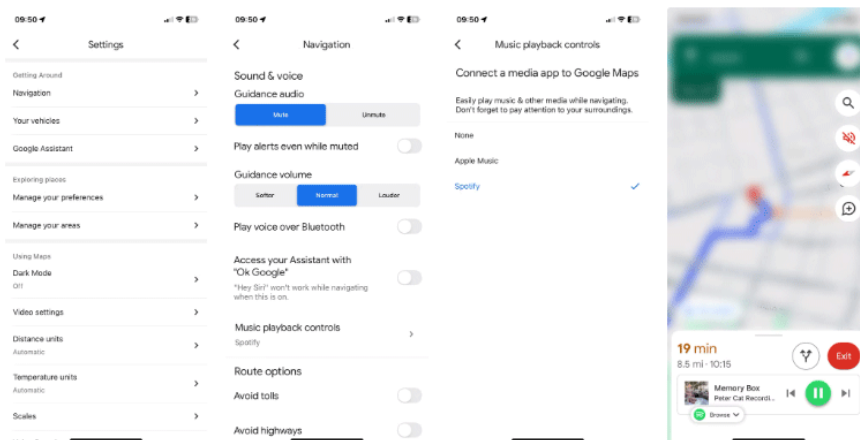 09:50
Settings
Getting Around
Navigation
Your vehicles
Google Assistant
Exploring places
Manage your preferences
Manage your areas
Using Maps
Dark Mode
Off
Video settings
Distance units
Automatic
Temperature units
Automatic
Scales
09:50
Navigation
Sound & voice
Guidance audio
Mute
Unmute
Play alerts even while muted
Guidance volume
Softer
Normal
Louder
Play voice over Bluetooth
Access your Assistant with
"Ok Google"
"Hey Siri" won't work while navigating
when this is on.
Music playback controls
Spotify
Route options
Avoid tolls
Avoid highways
09:50
Music playback controls
Connect a media app to Google Maps
Easily play music & other media while navigating.
Don't forget to pay attention to your surroundings.
None
Apple Music
Spotify
19 min
8.5 mi · 10:15
Exit
Memory Box
Peter Cat Recordi...
Browse